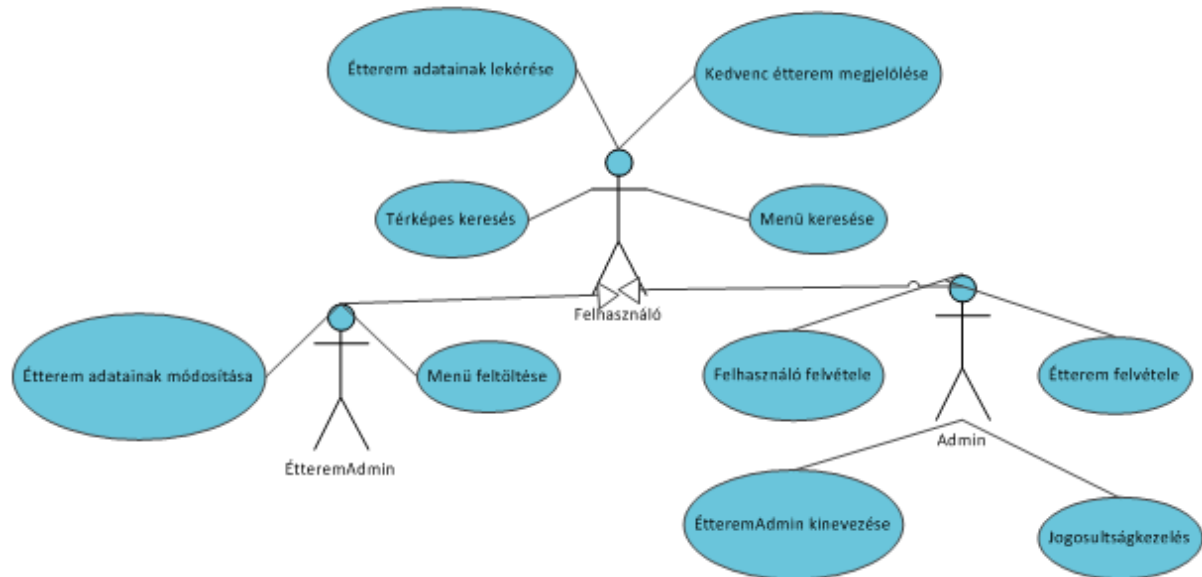 Étterem adatainak lekérése
Kedvenc étterem megjelölése
Térképes keresés
Menü keresése
Felhasználó
Étterem adatainak módosítása
Menü feltöltése
Felhasználó felvétele
Étterem felvétele
Admin
ÉtteremAdmin
ÉtteremAdmin kinevezése
Jogosultságkezelés